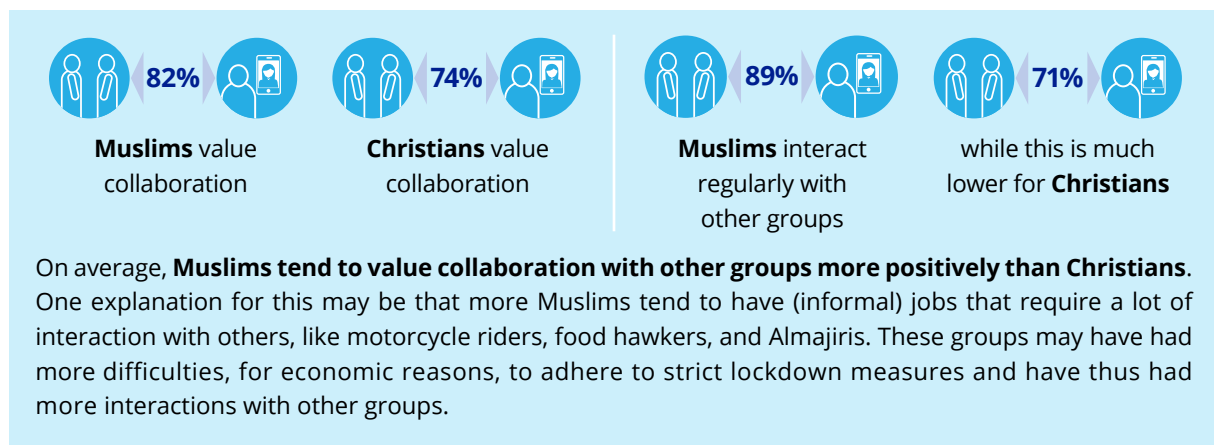 82%
74%
89%
71%
Muslims value
collaboration
Christians value
collaboration
Muslims interact
regularly with
other groups
while this is much
lower for Christians
On average, Muslims tend to value collaboration with other groups more positively than Christians.
One explanation for this may be that more Muslims tend to have (informal) jobs that require a lot of
interaction with others, like motorcycle riders, food hawkers, and Almajiris. These groups may have had
more difficulties, for economic reasons, to adhere to strict lockdown measures and have thus had
more interactions with other groups.